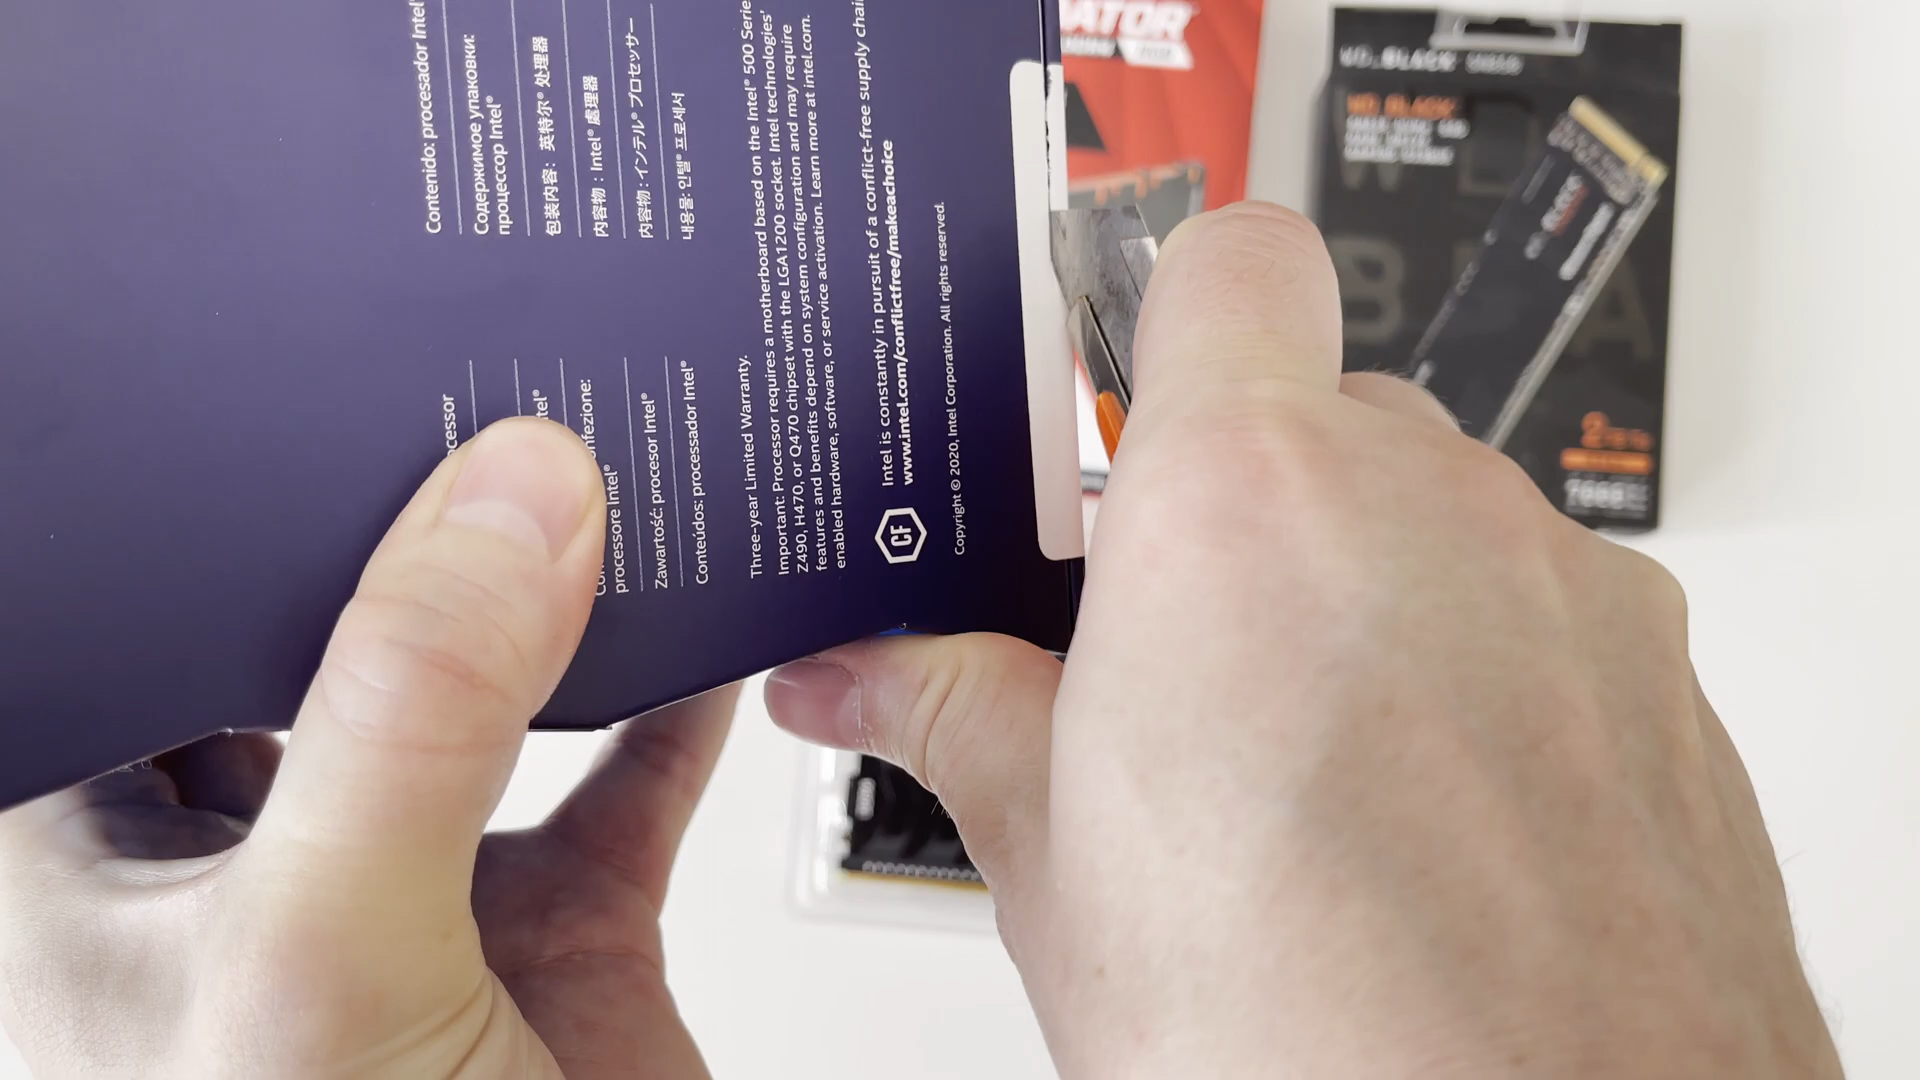 Contenido: procesador Intel®
Содержимое упаковки:
процессор Intel®
包装内容：英特尔® 处理器
內容物：Intel® 處理器
内容物：インテル® プロセッサー
내용물: 인텔® 프로세서
processore Intel®
Zawartość: procesor Intel®
Conteúdos: processador Intel®
Three-year Limited Warranty.
Important: Processor requires a motherboard based on the Intel® 500 Serie
Z490, H470, or Q470 chipset with the LGA1200 socket. Intel technologies'
features and benefits depend on system configuration and may require
enabled hardware, software, or service activation. Learn more at intel.com.
CF
Intel is constantly in pursuit of a conflict-free supply chai
www.intel.com/conflictfree/makeachoice
Copyright © 2020, Intel Corporation. All rights reserved.
WD_BLACK SN850
WD_BLACK